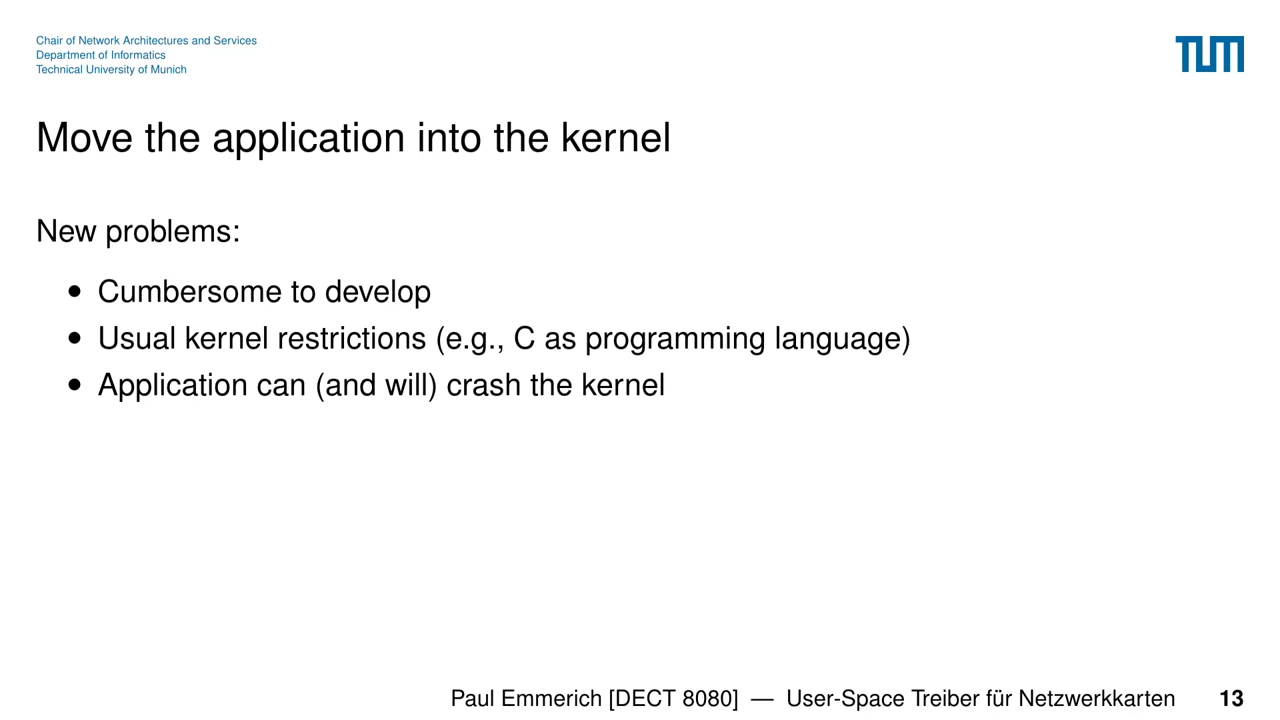 Chair of Network Architectures and Services
Department of Informatics
Technical University of Munich
TUM
Move the application into the kernel
New problems:
• Cumbersome to develop
• Usual kernel restrictions (e.g., C as programming language)
• Application can (and will) crash the kernel
Paul Emmerich [DECT 8080] — User-Space Treiber für Netzwerkkarten 13